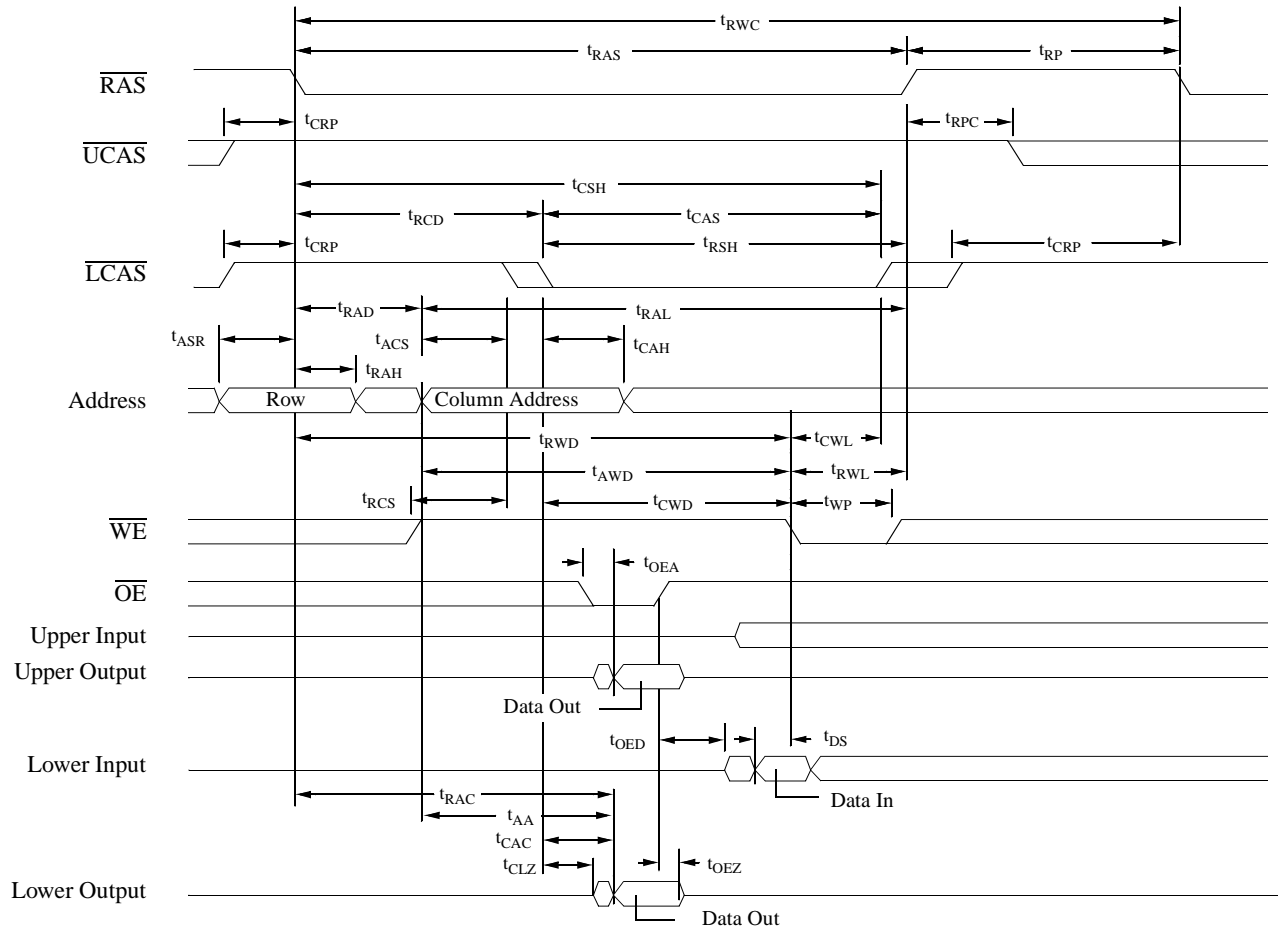 tRWC
tRAS
tRP
RAS
tCRP
tRPC
UCAS
tCSH
tRCD
tCAS
tCRP
tRSH
tCRP
LCAS
tRAD
tRAL
tASR
tACS
tCAH
tRAH
Address
Row
Column Address
tRWD
tCWL
tAWD
tRWL
tRCS
tCWD
tWP
WE
tOEA
OE
Upper Input
Upper Output
Data Out
tOED
tDS
Lower Input
tRAC
Data In
tAA
tCAC
tCLZ
tOEZ
Lower Output
Data Out